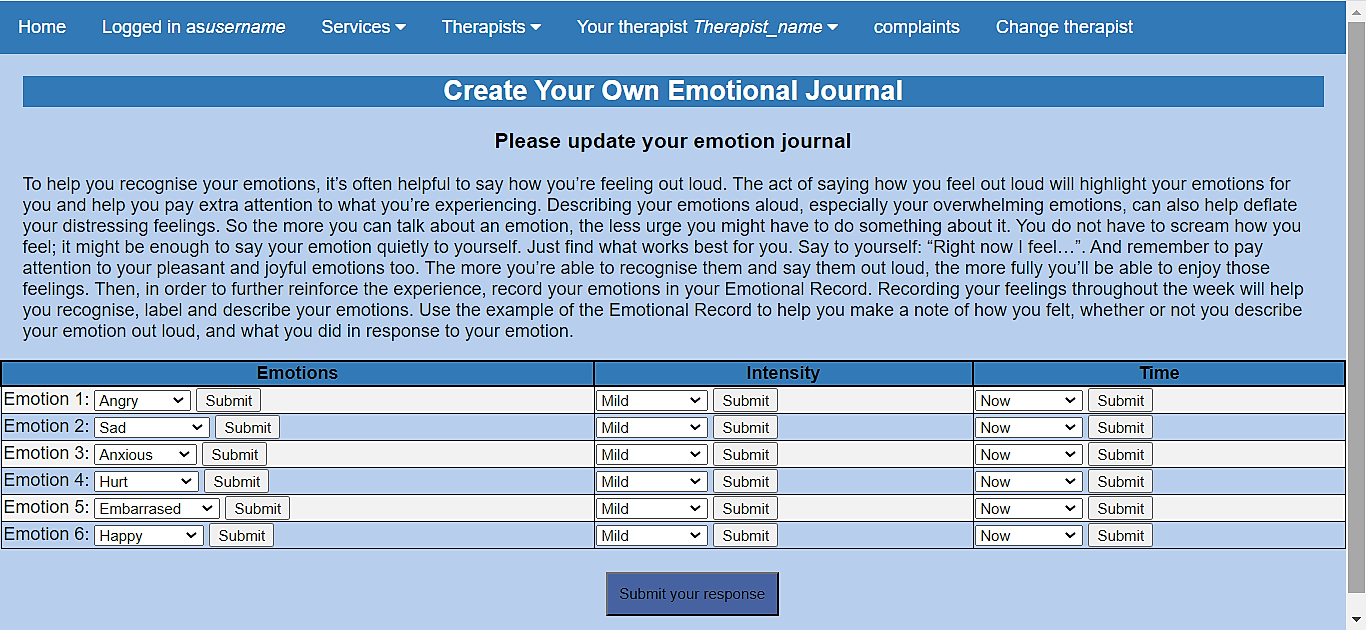 Home Logged in asusername Services Therapists Your therapist Therapist_name complaints Change therapist
Create Your Own Emotional Journal
Please update your emotion journal
To help you recognise your emotions, it’s often helpful to say how you’re feeling out loud. The act of saying how you feel out loud will highlight your emotions for
you and help you pay extra attention to what you’re experiencing. Describing your emotions aloud, especially your overwhelming emotions, can also help deflate
your distressing feelings. So the more you can talk about an emotion, the less urge you might have to do something about it. You do not have to scream how you
feel; it might be enough to say your emotion quietly to yourself. Just find what works best for you. Say to yourself: “Right now I feel…”. And remember to pay
attention to your pleasant and joyful emotions too. The more you’re able to recognise them and say them out loud, the more fully you’ll be able to enjoy those
feelings. Then, in order to further reinforce the experience, record your emotions in your Emotional Record. Recording your feelings throughout the week will help
you recognise, label and describe your emotions. Use the example of the Emotional Record to help you make a note of how you felt, whether or not you describe
your emotion out loud, and what you did in response to your emotion.
Emotions Intensity Time
Emotion 1: Angry Submit Mild Submit Now Submit
Emotion 2: Sad Submit Mild Submit Now Submit
Emotion 3: Anxious Submit Mild Submit Now Submit
Emotion 4: Hurt Submit Mild Submit Now Submit
Emotion 5: Embarrased Submit Mild Submit Now Submit
Emotion 6: Happy Submit Mild Submit Now Submit
Submit your response